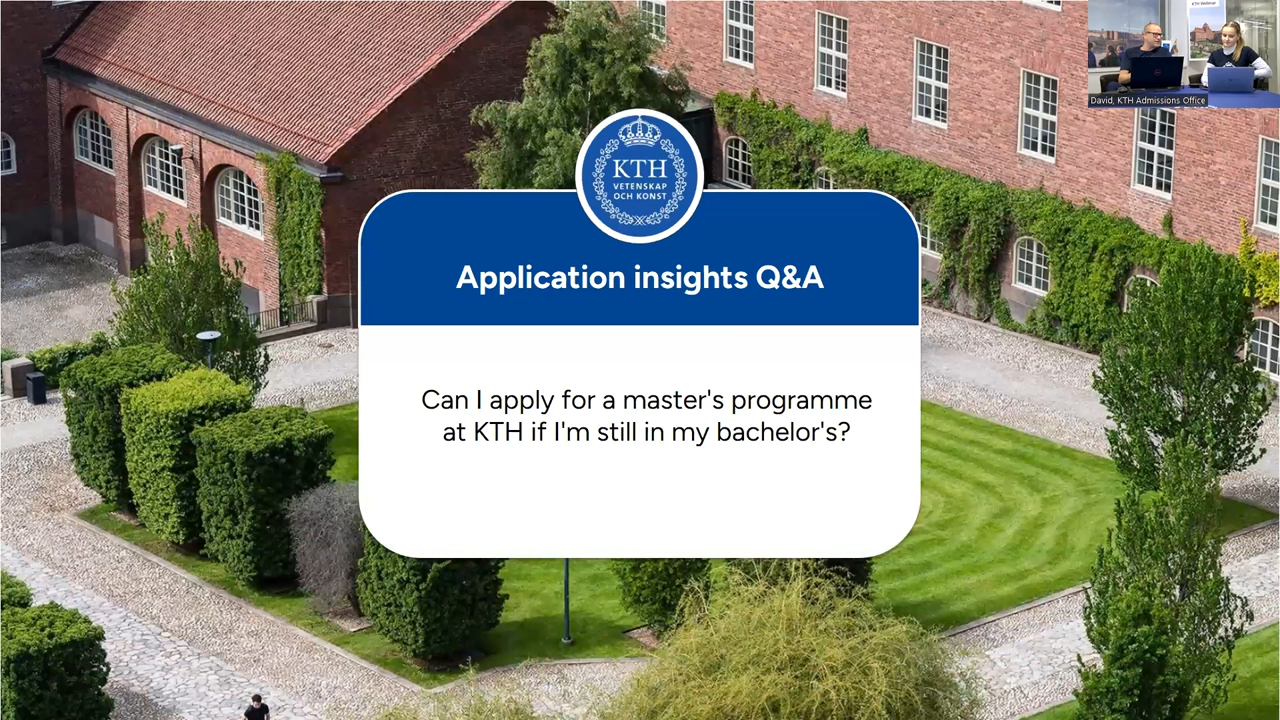 KTH Webinar
David, KTH Admissions Office
KTH
VETENSKAP
OCH KONST
Application insights Q&A
Can I apply for a master's programme
at KTH if I'm still in my bachelor's?